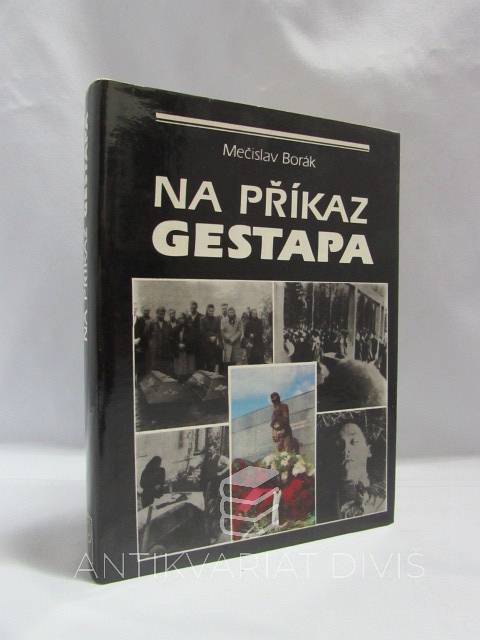 Mečislav Borák
NA PŘÍKAZ
GESTAPA
NA PŘÍKAZ GESTAPA
ANTIKVARIÁT DIVIŠ